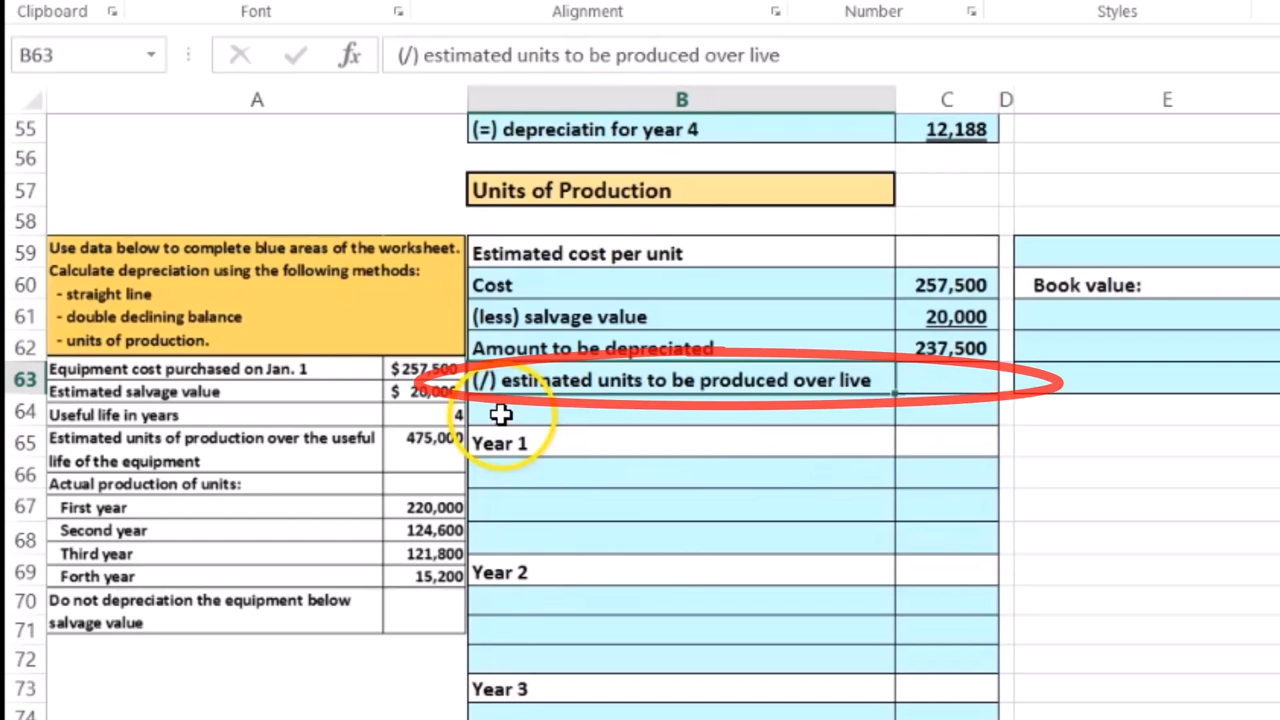 Clipboard Font Alignment Number Styles
B63 fx (/) estimated units to be produced over live
A B C D E
55 (=) depreciatin for year 4 12,188
56
57 Units of Production
58
Use data below to complete blue areas of the worksheet.
Calculate depreciation using the following methods:
- straight line
- double declining balance
- units of production.
Equipment cost purchased on Jan. 1 $ 257,500
Estimated salvage value $ 20,000
Useful life in years 4
Estimated units of production over the useful 475,000
life of the equipment
Actual production of units:
First year 220,000
Second year 124,600
Third year 121,800
Forth year 15,200
Do not depreciation the equipment below
salvage value
59 Estimated cost per unit
60 Cost 257,500 Book value:
61 (less) salvage value 20,000
62 Amount to be depreciated 237,500
63 (/) estimated units to be produced over live
64
65 Year 1
66
67
68
69 Year 2
70
71
72
73 Year 3
74